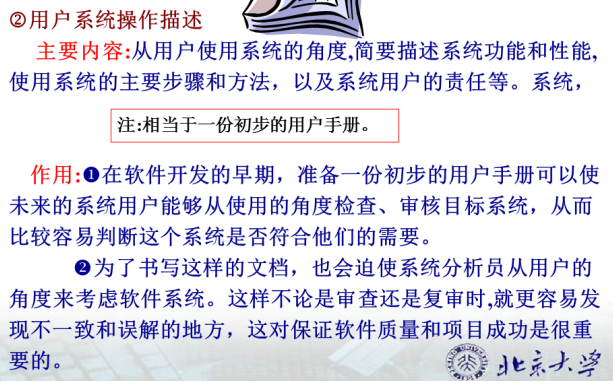 ②用户系统操作描述
主要内容:从用户使用系统的角度,简要描述系统功能和性能,
使用系统的主要步骤和方法，以及系统用户的责任等。系统，
注:相当于一份初步的用户手册。
作用:❶在软件开发的早期，准备一份初步的用户手册可以使
未来的系统用户能够从使用的角度检查、审核目标系统，从而
比较容易判断这个系统是否符合他们的需要。
❷为了书写这样的文档，也会迫使系统分析员从用户的
角度来考虑软件系统。这样不论是审查还是复审时,就更容易发
现不一致和误解的地方，这对保证软件质量和项目成功是很重
要的。
北京大学